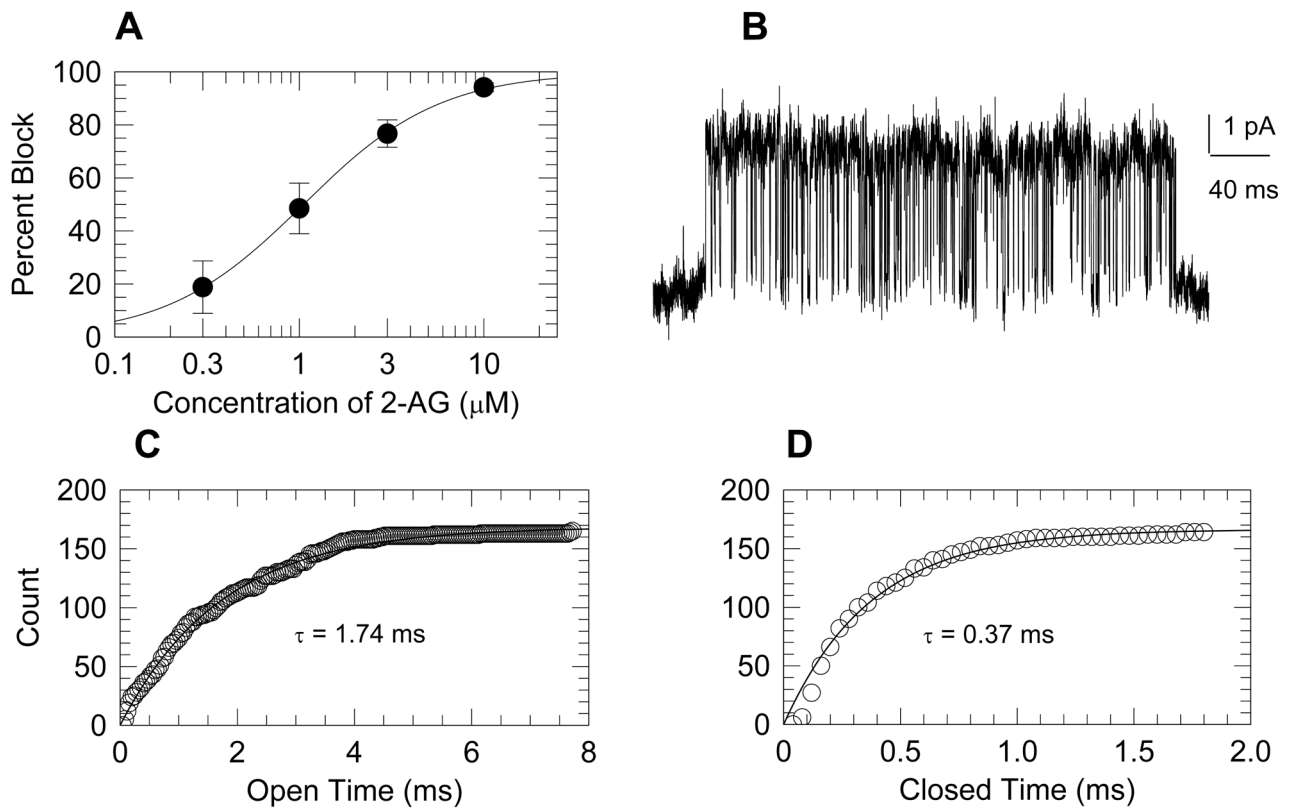 A
100
80
60
40
20
0
Percent Block
0.1 0.3 1 3 10
Concentration of 2-AG (μM)
B
1 pA
40 ms
C
200
150
100
50
0
Count
τ = 1.74 ms
0 2 4 6 8
Open Time (ms)
D
200
150
100
50
0
τ = 0.37 ms
0 0.5 1.0 1.5 2.0
Closed Time (ms)